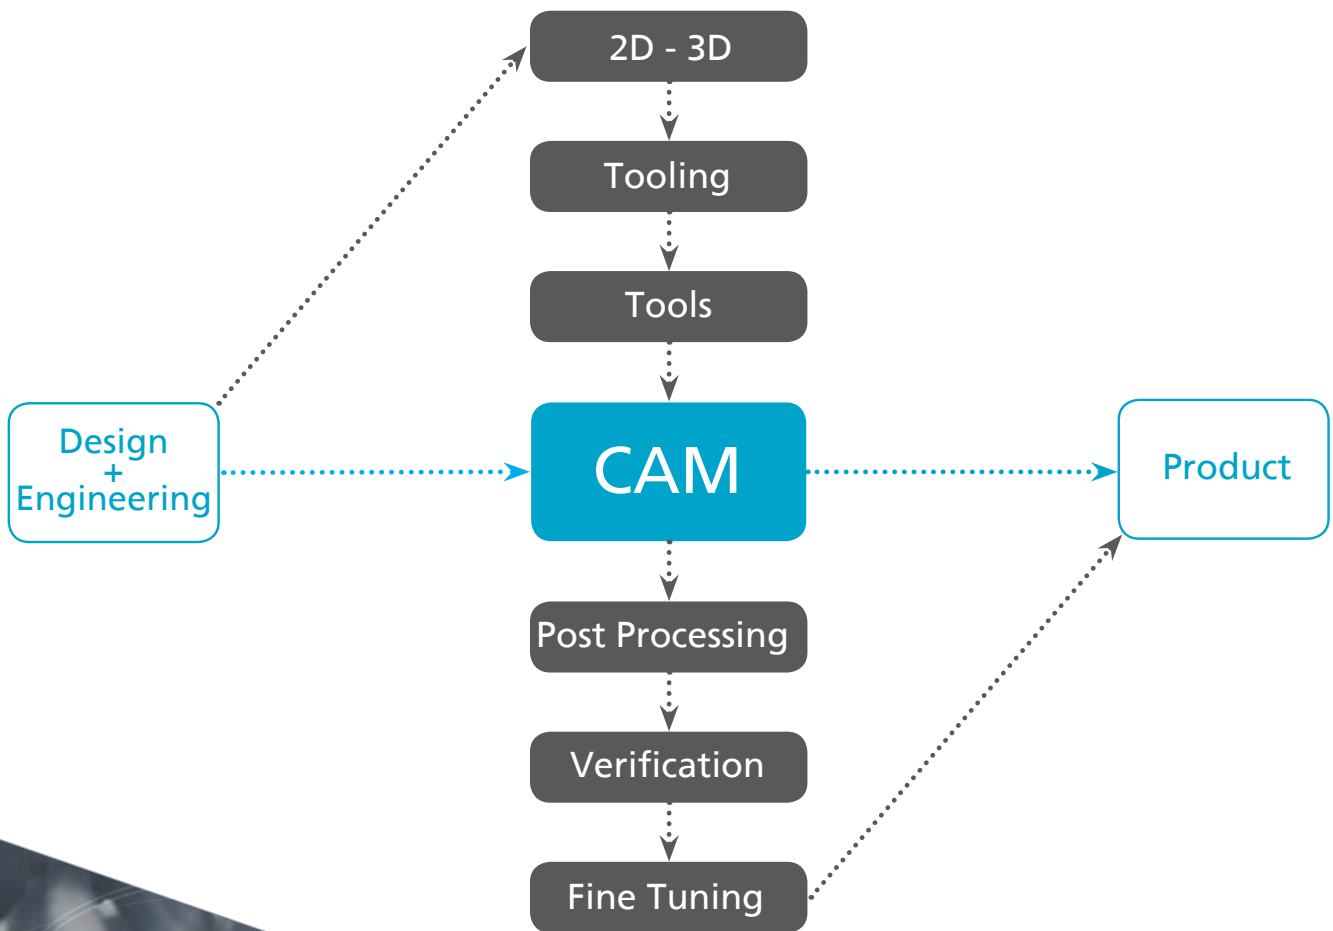 2D - 3D
Tooling
Tools
Design
+
Engineering
CAM
Product
Post Processing
Verification
Fine Tuning